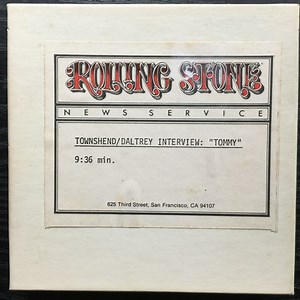 ROLLING STONE
NEWS SERVICE
TOWNSHEND/DALTREY INTERVIEW: "TOMMY"
9:36 min.
625 Third Street, San Francisco, CA 94107